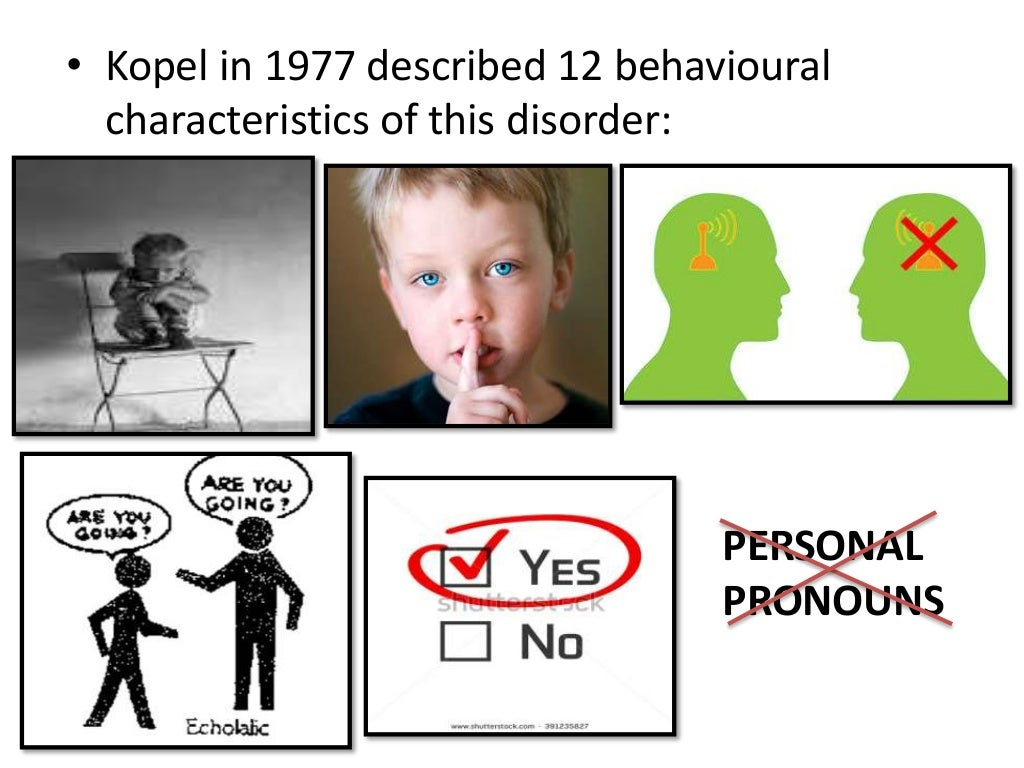 • Kopel in 1977 described 12 behavioural
characteristics of this disorder:
ARE YOU
GOING?
ARE YOU
GOING?
Echolalic
Yes
shutterstock
No
www.shutterstock.com · 391235827
PERSONAL
PRONOUNS